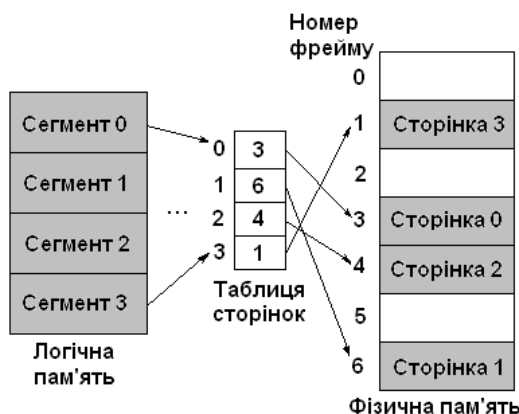 Номер
фрейму
0
1
2
3
4
5
6
Сторінка 3
Сторінка 0
Сторінка 2
Сторінка 1
Фізична пам'ять
Сегмент 0
Сегмент 1
Сегмент 2
Сегмент 3
Логічна
пам'ять
...
0 3
1 6
2 4
3 1
Таблиця
сторінок